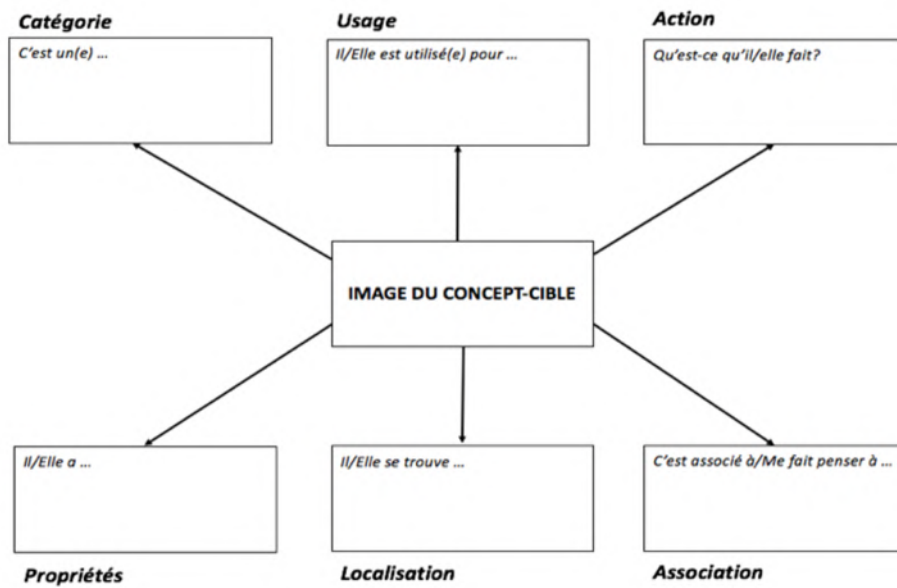 Catégorie
C'est un(e) ...
Usage
Il/Elle est utilisé(e) pour ...
Action
Qu'est-ce qu'il/elle fait?
IMAGE DU CONCEPT-CIBLE
Il/Elle a ...
Propriétés
Il/Elle se trouve ...
Localisation
C'est associé à/Me fait penser à ...
Association